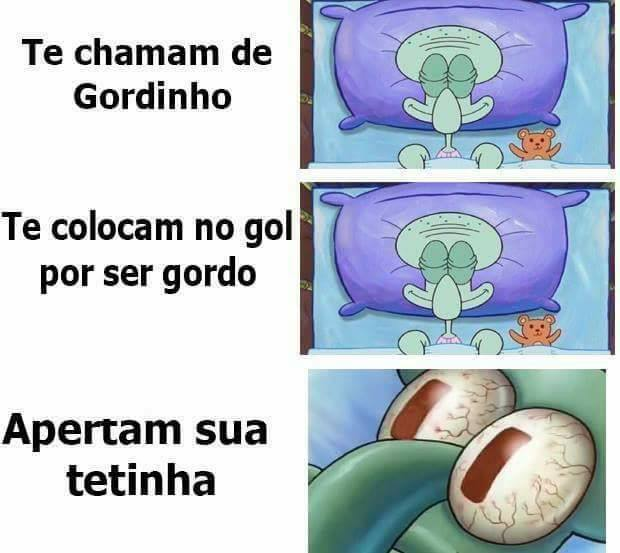 Te chamam de
Gordinho
Te colocam no gol
por ser gordo
Apertam sua
tetinha